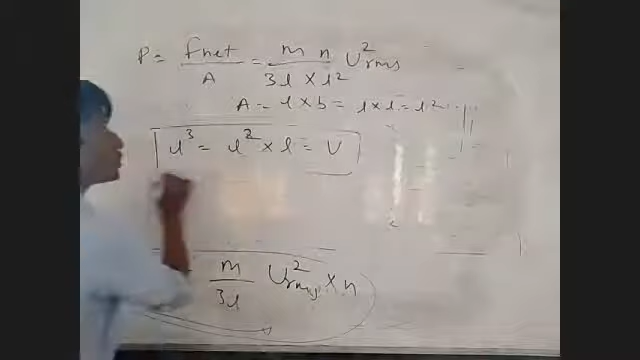 P = Fnet/A = m n/3l × l² U²rms
A = l × b = l × l = l²
l³ = l² × l = V
= m/3l U²rms × n